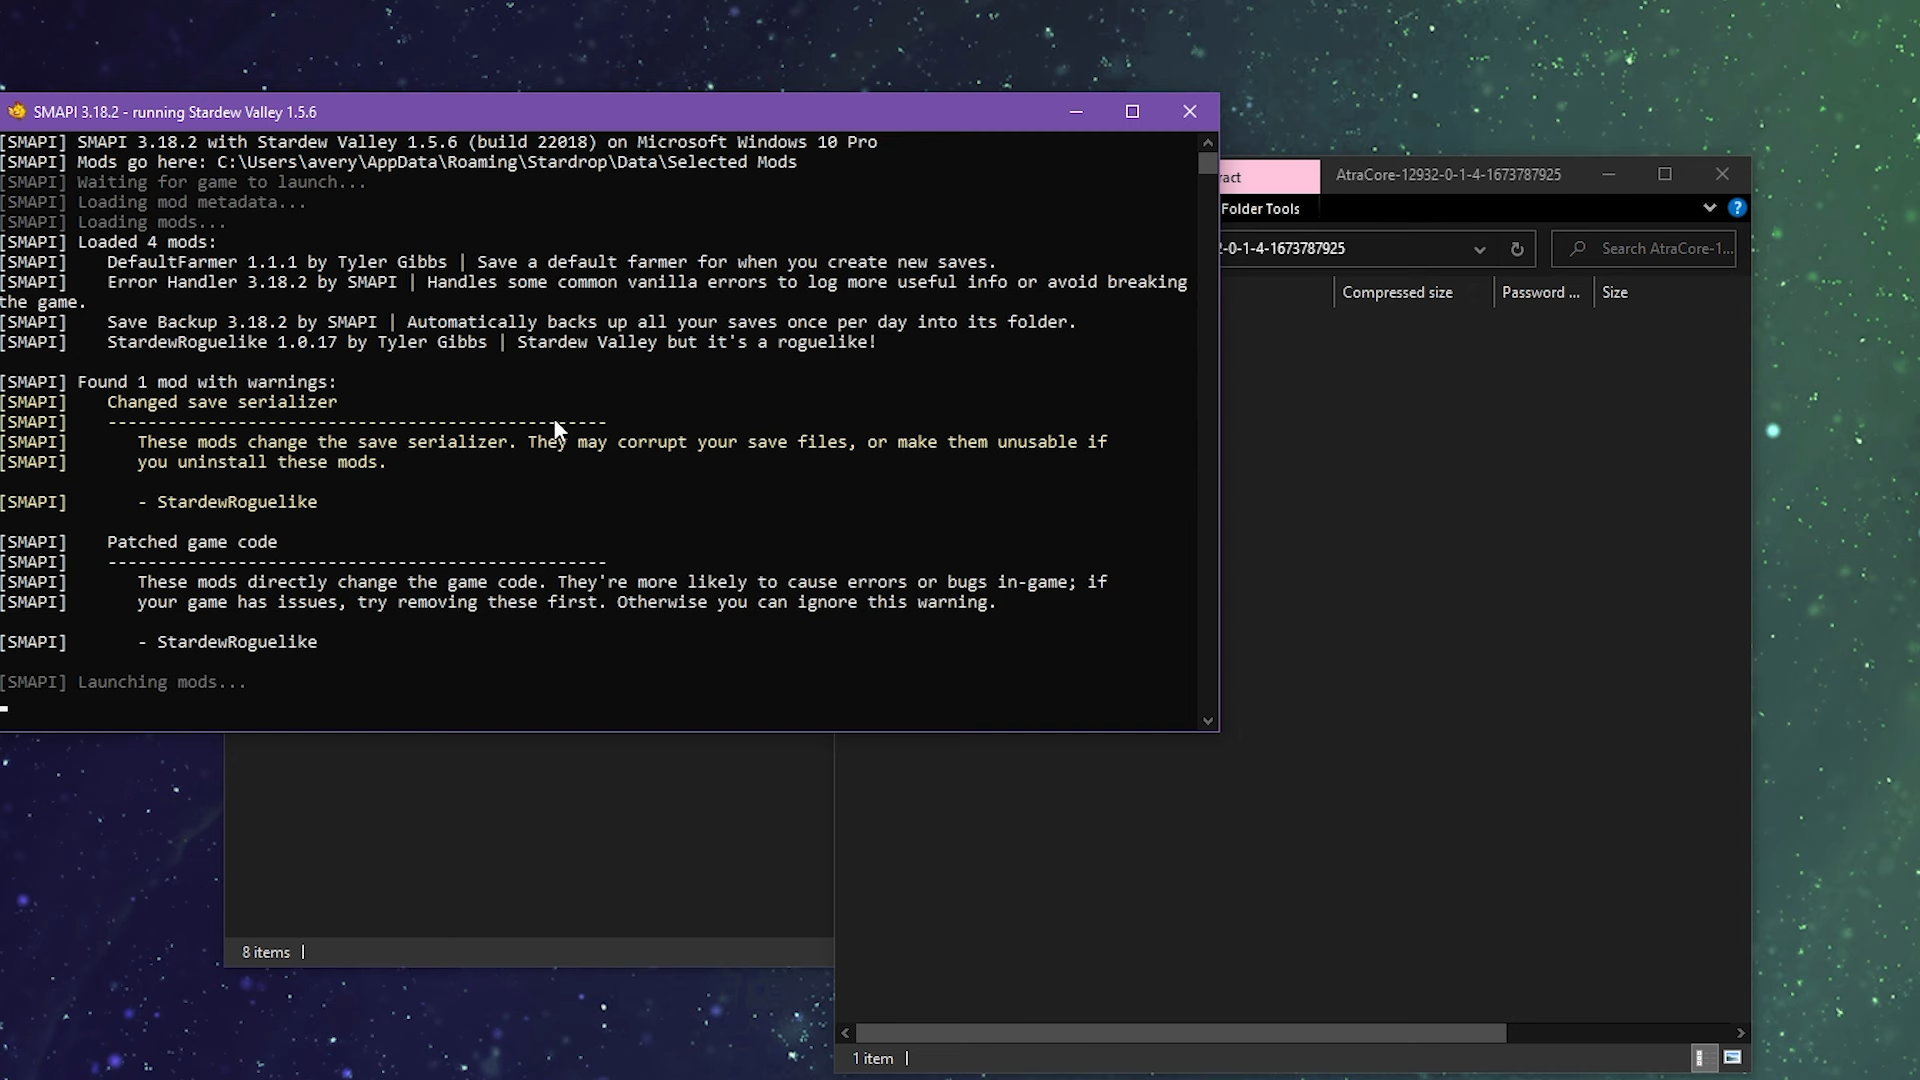 SMAPI 3.18.2 - running Stardew Valley 1.5.6
[SMAPI] SMAPI 3.18.2 with Stardew Valley 1.5.6 (build 22018) on Microsoft Windows 10 Pro
[SMAPI] Mods go here: C:\Users\avery\AppData\Roaming\Stardrop\Data\Selected Mods
[SMAPI] Waiting for game to launch...
[SMAPI] Loading mod metadata...
[SMAPI] Loading mods...
[SMAPI] Loaded 4 mods:
[SMAPI]    DefaultFarmer 1.1.1 by Tyler Gibbs | Save a default farmer for when you create new saves.
[SMAPI]    Error Handler 3.18.2 by SMAPI | Handles some common vanilla errors to log more useful info or avoid breaking
the game.
[SMAPI]    Save Backup 3.18.2 by SMAPI | Automatically backs up all your saves once per day into its folder.
[SMAPI]    StardewRoguelike 1.0.17 by Tyler Gibbs | Stardew Valley but it's a roguelike!
[SMAPI] Found 1 mod with warnings:
[SMAPI]    Changed save serializer
[SMAPI]    --------------------------------------------------
[SMAPI]       These mods change the save serializer. They may corrupt your save files, or make them unusable if
[SMAPI]       you uninstall these mods.
[SMAPI]       - StardewRoguelike
[SMAPI]    Patched game code
[SMAPI]    --------------------------------------------------
[SMAPI]       These mods directly change the game code. They're more likely to cause errors or bugs in-game; if
[SMAPI]       your game has issues, try removing these first. Otherwise you can ignore this warning.
[SMAPI]       - StardewRoguelike
[SMAPI] Launching mods...
ract
AtraCore-12932-0-1-4-1673787925
Folder Tools
2-0-1-4-1673787925
Search AtraCore-1...
Compressed size
Password ...
Size
8 items
1 item